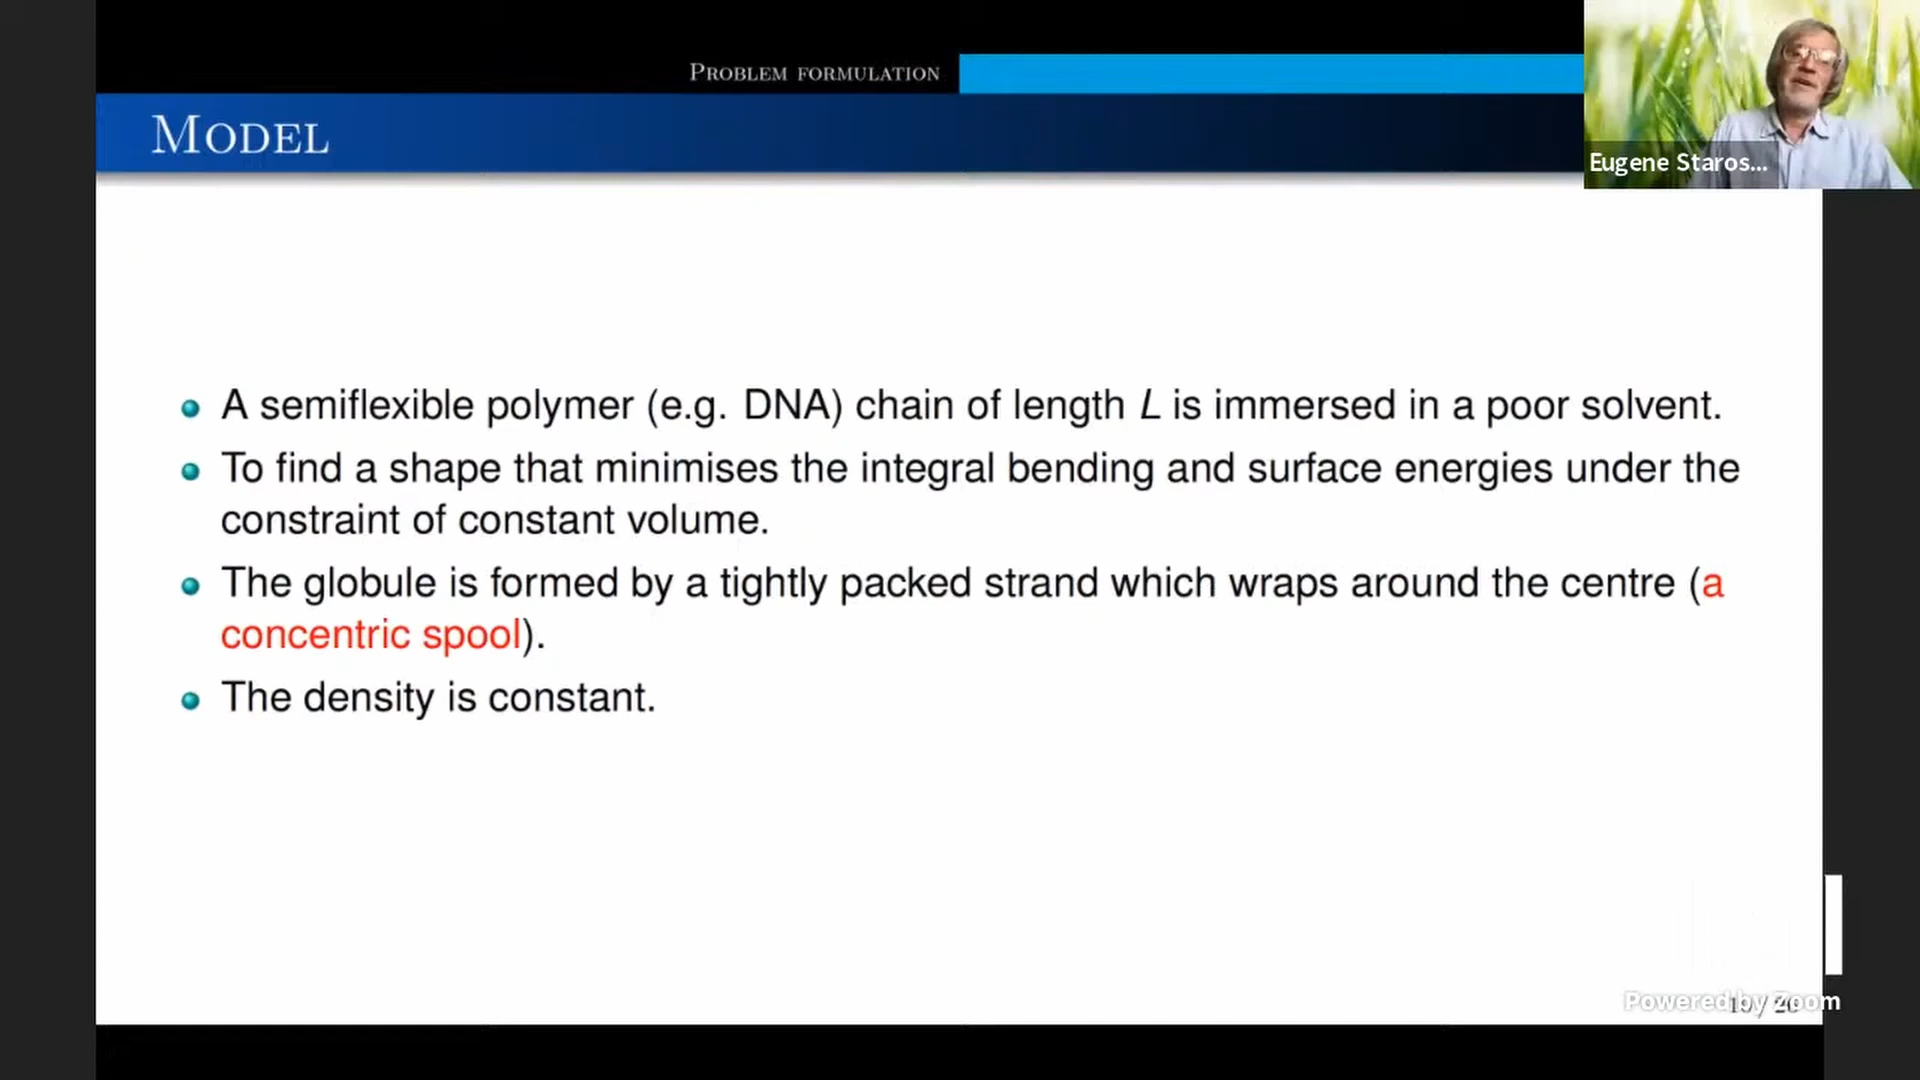 PROBLEM FORMULATION
MODEL
Eugene Staros...
• A semiflexible polymer (e.g. DNA) chain of length L is immersed in a poor solvent.
• To find a shape that minimises the integral bending and surface energies under the
constraint of constant volume.
• The globule is formed by a tightly packed strand which wraps around the centre (a
concentric spool).
• The density is constant.
Powered by Zoom